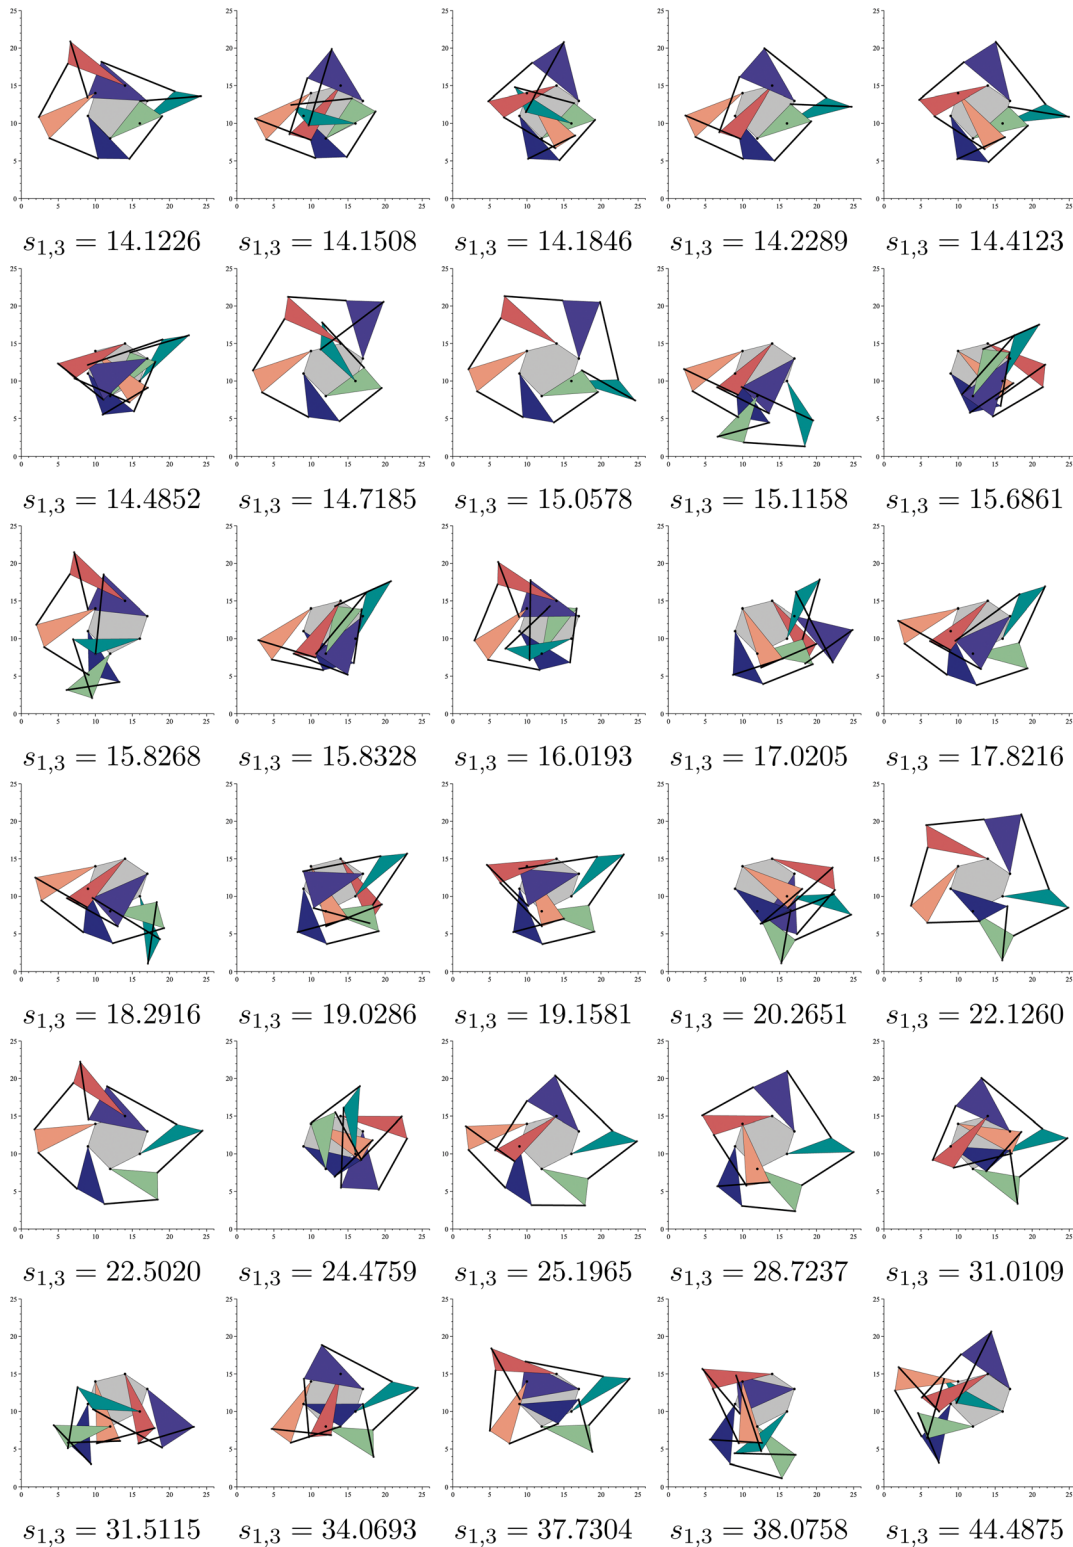 s₁,₃ = 14.1226 s₁,₃ = 14.1508 s₁,₃ = 14.1846 s₁,₃ = 14.2289 s₁,₃ = 14.4123
s₁,₃ = 14.4852 s₁,₃ = 14.7185 s₁,₃ = 15.0578 s₁,₃ = 15.1158 s₁,₃ = 15.6861
s₁,₃ = 15.8268 s₁,₃ = 15.8328 s₁,₃ = 16.0193 s₁,₃ = 17.0205 s₁,₃ = 17.8216
s₁,₃ = 18.2916 s₁,₃ = 19.0286 s₁,₃ = 19.1581 s₁,₃ = 20.2651 s₁,₃ = 22.1260
s₁,₃ = 22.5020 s₁,₃ = 24.4759 s₁,₃ = 25.1965 s₁,₃ = 28.7237 s₁,₃ = 31.0109
s₁,₃ = 31.5115 s₁,₃ = 34.0693 s₁,₃ = 37.7304 s₁,₃ = 38.0758 s₁,₃ = 44.4875